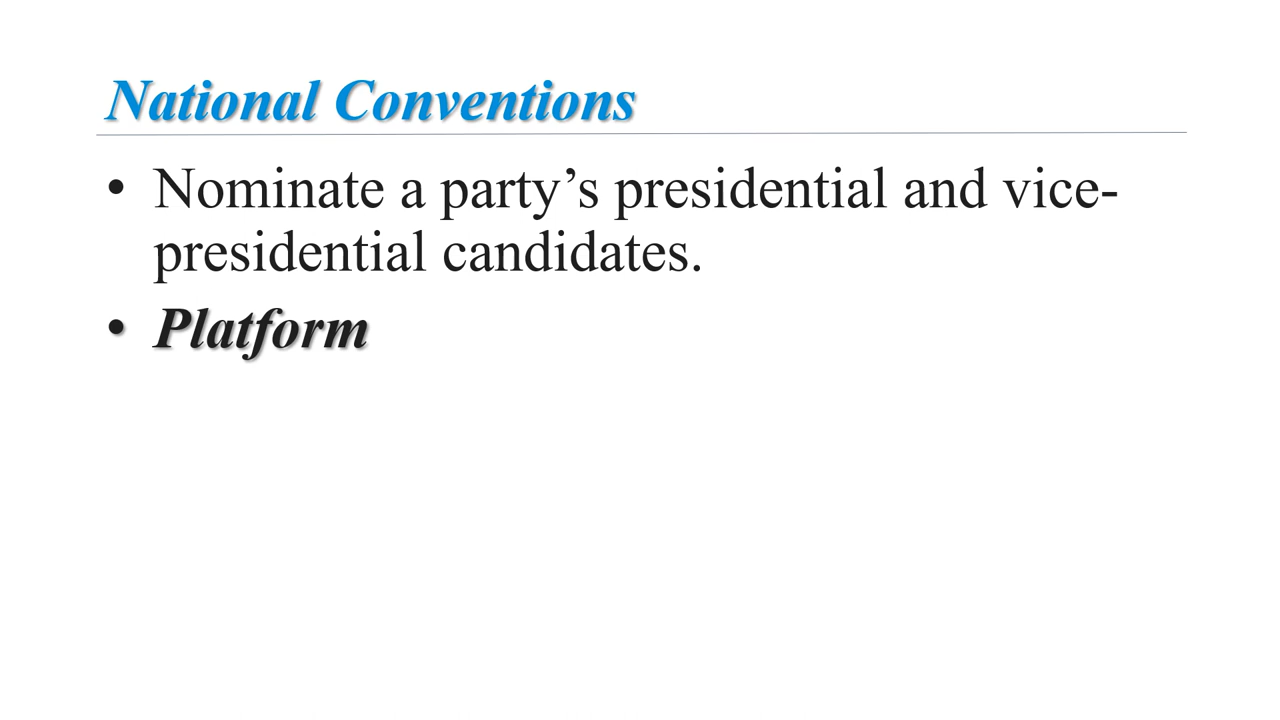 National Conventions
• Nominate a party’s presidential and vice-
presidential candidates.
• Platform